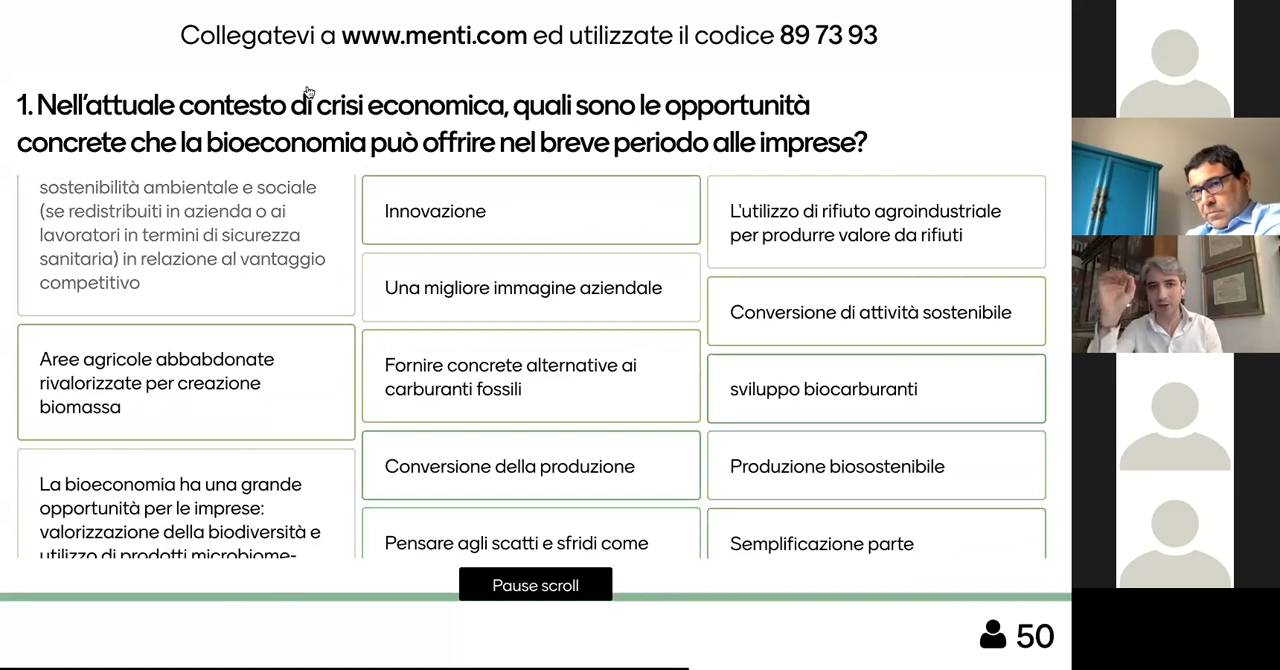 Collegatevi a www.menti.com ed utilizzate il codice 89 73 93
1. Nell'attuale contesto di crisi economica, quali sono le opportunità
concrete che la bioeconomia può offrire nel breve periodo alle imprese?
sostenibilità ambientale e sociale
(se redistribuiti in azienda o ai
lavoratori in termini di sicurezza
sanitaria) in relazione al vantaggio
competitivo
Aree agricole abbabdonate
rivalorizzate per creazione
biomassa
La bioeconomia ha una grande
opportunità per le imprese:
valorizzazione della biodiversità e
utilizzo di prodotti microbiome-
Innovazione
Una migliore immagine aziendale
Fornire concrete alternative ai
carburanti fossili
Conversione della produzione
Pensare agli scatti e sfridi come
L'utilizzo di rifiuto agroindustriale
per produrre valore da rifiuti
Conversione di attività sostenibile
sviluppo biocarburanti
Produzione biosostenibile
Semplificazione parte
Pause scroll
50